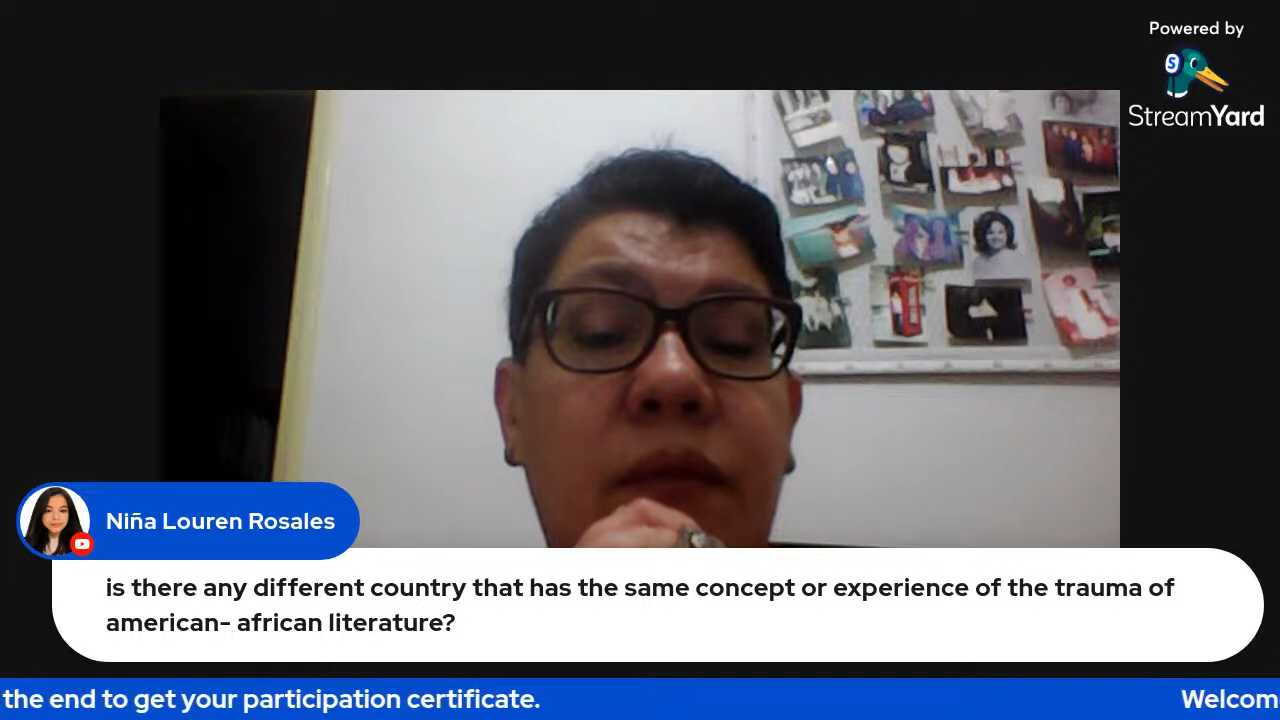 Powered by
StreamYard
Niña Louren Rosales
is there any different country that has the same concept or experience of the trauma of
american- african literature?
the end to get your participation certificate.
Welcom